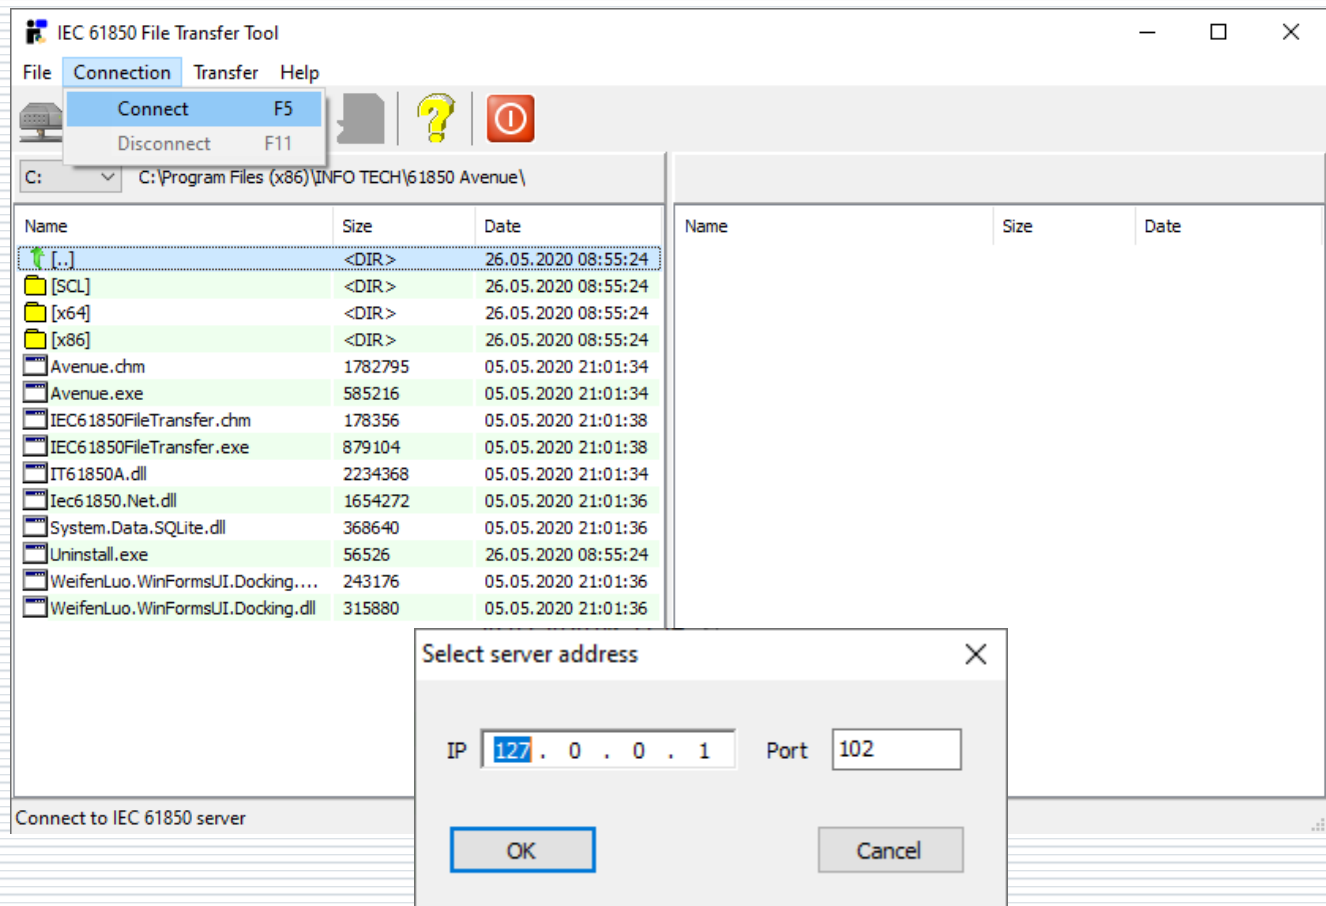 IEC 61850 File Transfer Tool
File Connection Transfer Help
Connect F5
Disconnect F11
C: C:\Program Files (x86)\INFO TECH\61850 Avenue\
Name Size Date Name Size Date
[..] <DIR> 26.05.2020 08:55:24
[SCL] <DIR> 26.05.2020 08:55:24
[x64] <DIR> 26.05.2020 08:55:24
[x86] <DIR> 26.05.2020 08:55:24
Avenue.chm 1782795 05.05.2020 21:01:34
Avenue.exe 585216 05.05.2020 21:01:34
IEC61850FileTransfer.chm 178356 05.05.2020 21:01:38
IEC61850FileTransfer.exe 879104 05.05.2020 21:01:38
IT61850A.dll 2234368 05.05.2020 21:01:34
Iec61850.Net.dll 1654272 05.05.2020 21:01:36
System.Data.SQLite.dll 368640 05.05.2020 21:01:36
Uninstall.exe 56526 26.05.2020 08:55:24
WeifenLuo.WinFormsUI.Docking.... 243176 05.05.2020 21:01:36
WeifenLuo.WinFormsUI.Docking.dll 315880 05.05.2020 21:01:36
Select server address
IP 127 . 0 . 0 . 1 Port 102
Connect to IEC 61850 server
OK Cancel